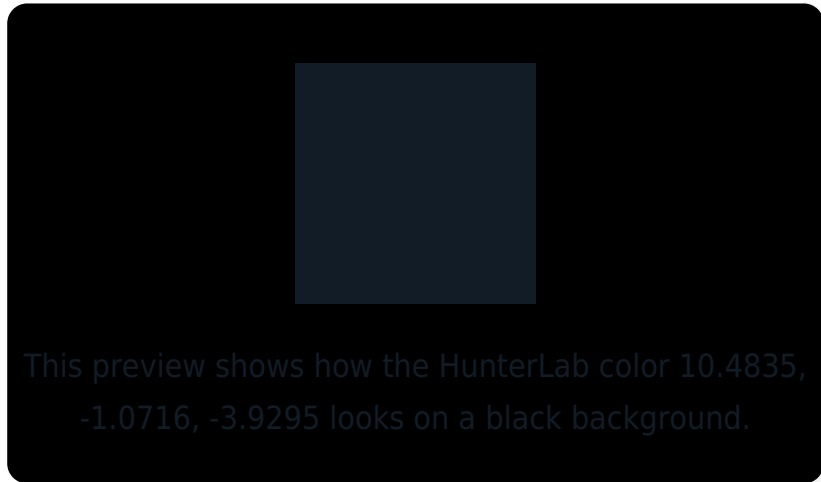 This preview shows how the HunterLab color 10.4835,
-1.0716, -3.9295 looks on a black background.